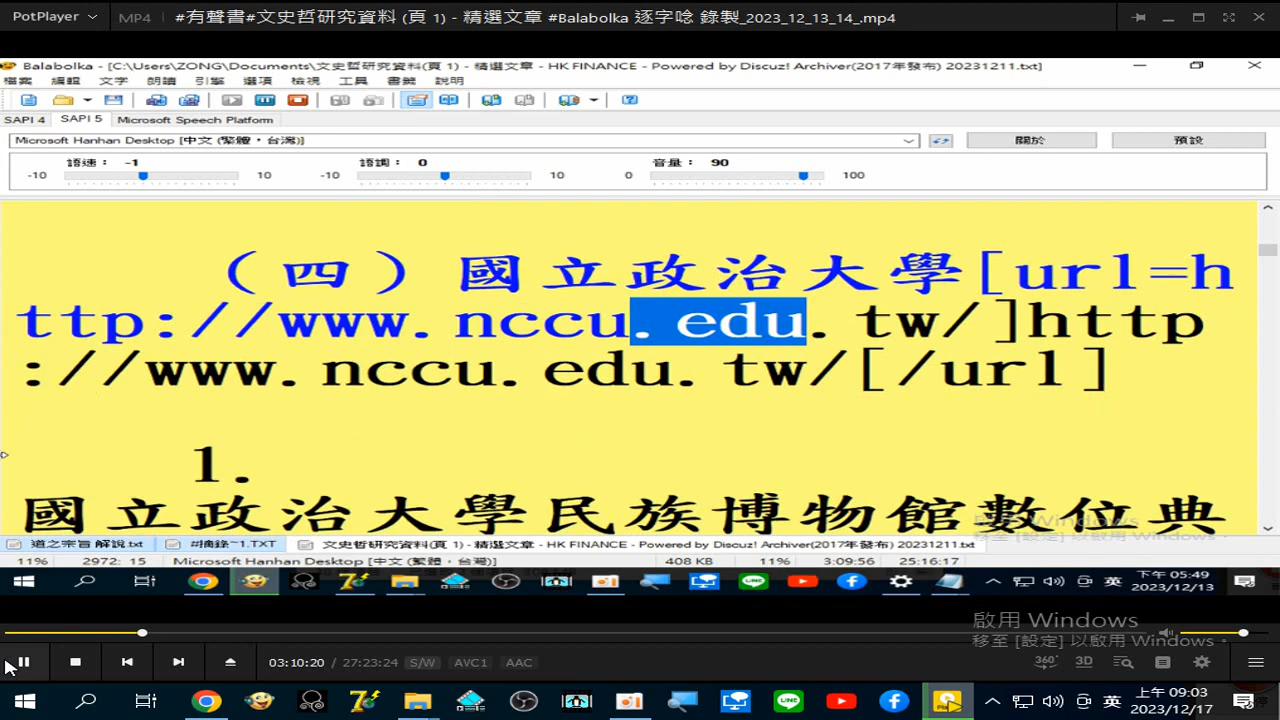 PotPlayer MP4 #有聲書#文史哲研究資料 (頁 1) - 精選文章 #Balabolka 逐字唸 錄製_2023_12_13_14_.mp4
Balabolka - [C:\Users\ZONG\Documents\文史哲研究資料(頁 1) - 精選文章 - HK FINANCE - Powered by Discuz! Archiver(2017年發布) 20231211.txt]
檔案 編輯 文字 朗讀 引擎 選項 檢視 工具 書籤 說明
SAPI 4 SAPI 5 Microsoft Speech Platform
Microsoft Hanhan Desktop [中文 (繁體，台灣)] 關於 預設
語速： -1 語調： 0 音量： 90
-10 10 -10 10 0 100
（四）國立政治大學[url=h
ttp://www.nccu.edu.tw/]http
://www.nccu.edu.tw/[/url]
1.
國立政治大學民族博物館數位典
啟用 Windows
移至 [設定] 以啟用 Windows。
道之宗旨 解說.txt #摘錄~1.TXT 文史哲研究資料(頁 1) - 精選文章 - HK FINANCE - Powered by Discuz! Archiver(2017年發布) 20231211.txt
11% 2972: 15 Microsoft Hanhan Desktop [中文 (繁體，台灣)] 408 KB 11% 3:09:56 25:16:17
英 下午 05:49
2023/12/13
啟用 Windows
移至 [設定] 以啟用 Windows。
03:10:20 / 27:23:24 S/W AVC1 AAC 360° 3D
英 上午 09:03
2023/12/17